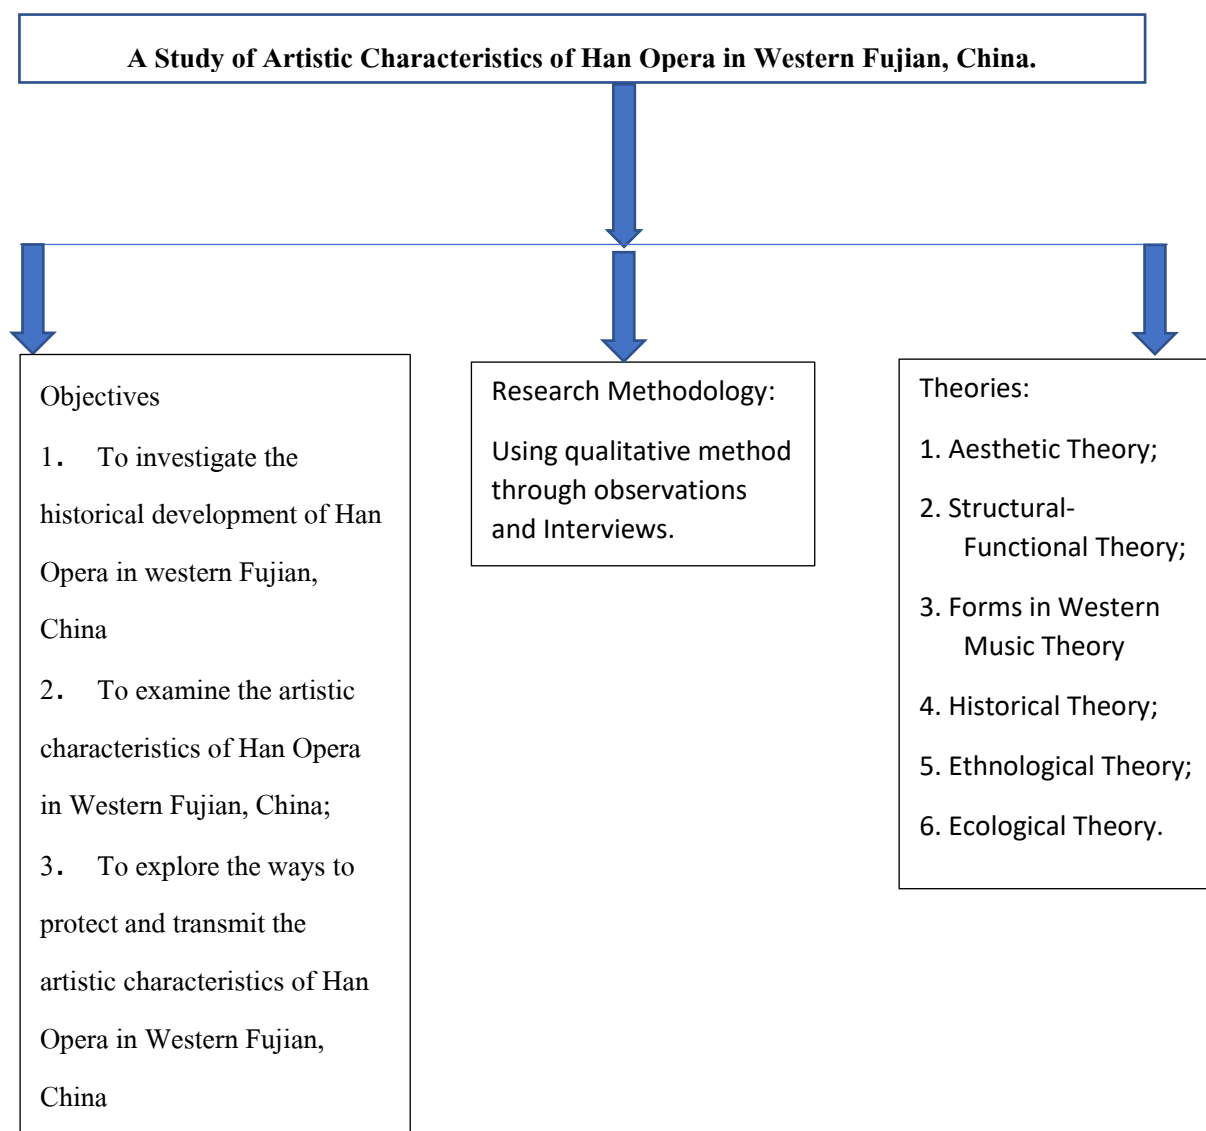 A Study of Artistic Characteristics of Han Opera in Western Fujian, China.
Objectives
1. To investigate the
historical development of Han
Opera in western Fujian,
China
2. To examine the artistic
characteristics of Han Opera
in Western Fujian, China;
3. To explore the ways to
protect and transmit the
artistic characteristics of Han
Opera in Western Fujian,
China
Research Methodology:
Using qualitative method
through observations
and Interviews.
Theories:
1. Aesthetic Theory;
2. Structural-
Functional Theory;
3. Forms in Western
Music Theory
4. Historical Theory;
5. Ethnological Theory;
6. Ecological Theory.